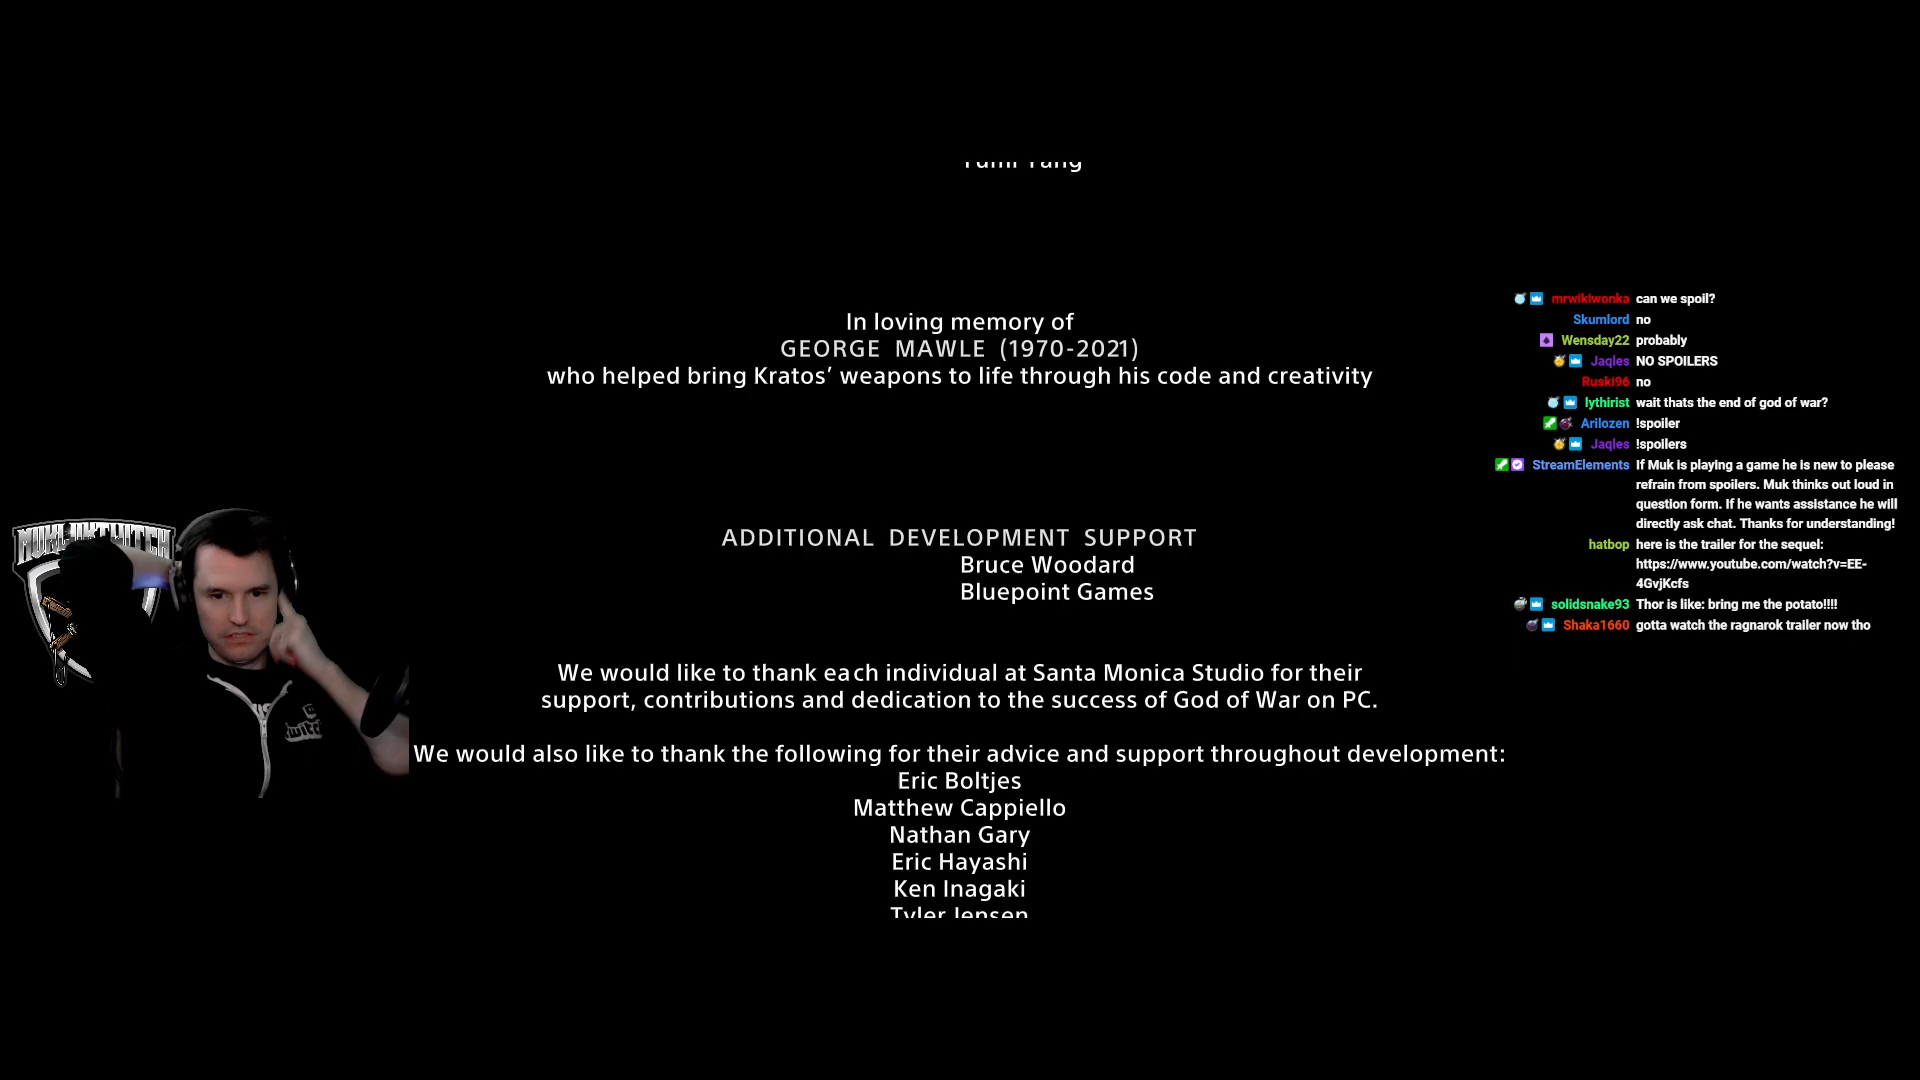 In loving memory of
GEORGE MAWLE (1970-2021)
who helped bring Kratos’ weapons to life through his code and creativity
ADDITIONAL DEVELOPMENT SUPPORT
Bruce Woodard
Bluepoint Games
We would like to thank each individual at Santa Monica Studio for their
support, contributions and dedication to the success of God of War on PC.
We would also like to thank the following for their advice and support throughout development:
Eric Boltjes
Matthew Cappiello
Nathan Gary
Eric Hayashi
Ken Inagaki
Tyler Jensen
mrwikiwonka can we spoil?
Skumlord no
Wensday22 probably
Jaqles NO SPOILERS
Ruski96 no
lythirist wait thats the end of god of war?
Arilozen !spoiler
Jaqles !spoilers
StreamElements If Muk is playing a game he is new to please
refrain from spoilers. Muk thinks out loud in
question form. If he wants assistance he will
directly ask chat. Thanks for understanding!
hatbop here is the trailer for the sequel:
https://www.youtube.com/watch?v=EE-
4GvjKcfs
solidsnake93 Thor is like: bring me the potato!!!!
Shaka1660 gotta watch the ragnarok trailer now tho